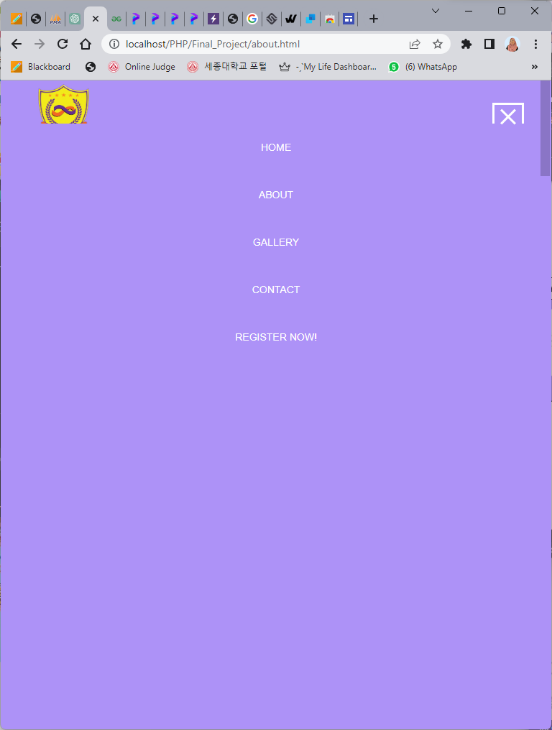 localhost/PHP/Final_Project/about.html
Blackboard
Online Judge
세종대학교 포털
-,'My Life Dashboar...
(6) WhatsApp
HOME
ABOUT
GALLERY
CONTACT
REGISTER NOW!